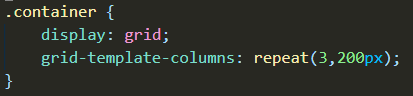 .container {
    display: grid;
    grid-template-columns: repeat(3,200px);
}